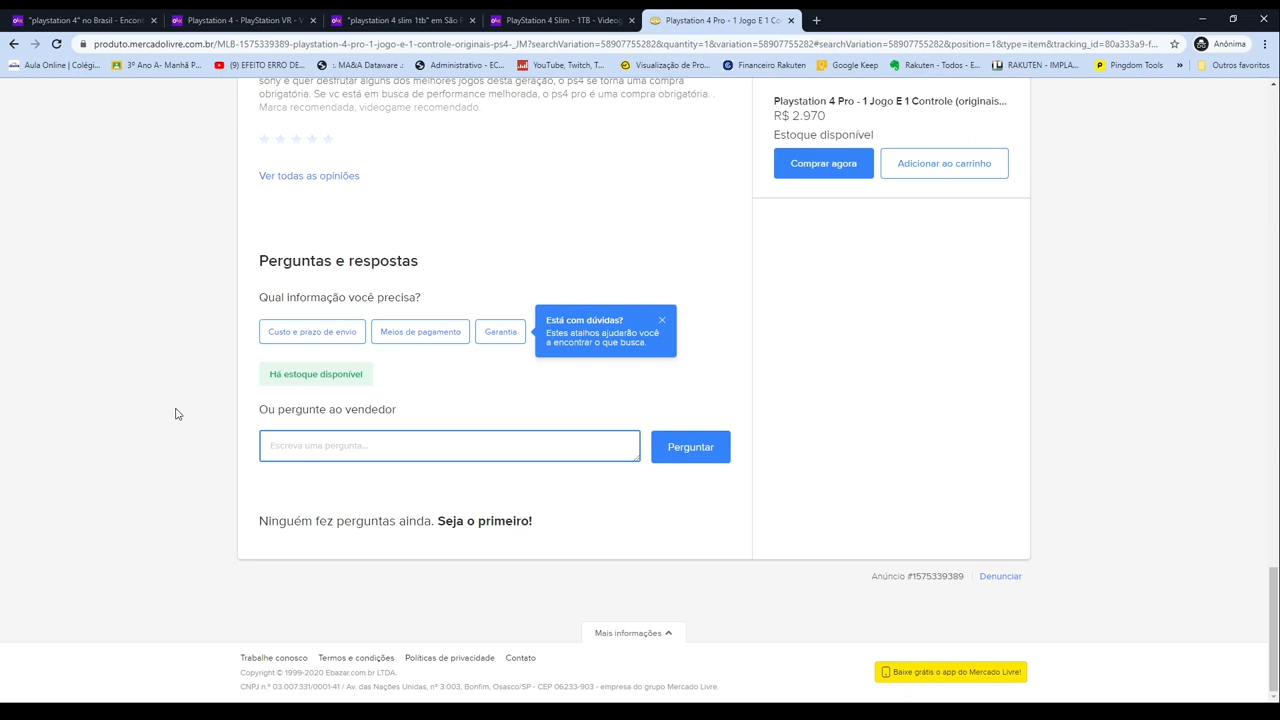 "playstation 4" no Brasil - Encont
Playstation 4 - PlayStation VR - V
"playstation 4 slim 1tb" em São P
PlayStation 4 Slim - 1TB - Videog
Playstation 4 Pro - 1 Jogo E 1 Co
produto.mercadolivre.com.br/MLB-1575339389-playstation-4-pro-1-jogo-e-1-controle-originais-ps4-_JM?searchVariation=58907755282&quantity=1&variation=58907755282#searchVariation=58907755282&position=1&type=item&tracking_id=80a333a9-f...
Anônima
Aula Online | Colégi...
3º Ano A- Manhã P...
(9) EFEITO ERRO DE...
:. MA&A Dataware .:
Administrativo - EC...
YouTube, Twitch, T...
Visualização de Pro...
Financeiro Rakuten
Google Keep
Rakuten - Todos - E...
RAKUTEN - IMPLA...
Pingdom Tools
»
Outros favoritos
sony e quer desfrutar alguns dos melhores jogos desta geração, o ps4 se torna uma compra
obrigatória. Se vc está em busca de performance melhorada, o ps4 pro é uma compra obrigatória. .
Marca recomendada, videogame recomendado.
Ver todas as opiniões
Playstation 4 Pro - 1 Jogo E 1 Controle (originais...
R$ 2.970
Estoque disponível
Comprar agora
Adicionar ao carrinho
Perguntas e respostas
Qual informação você precisa?
Custo e prazo de envio
Meios de pagamento
Garantia
Está com dúvidas?
Estes atalhos ajudarão você
a encontrar o que busca.
Há estoque disponível
Ou pergunte ao vendedor
Escreva uma pergunta...
Perguntar
Ninguém fez perguntas ainda. Seja o primeiro!
Anúncio #1575339389
Denunciar
Mais informações
Trabalhe conosco
Termos e condições
Políticas de privacidade
Contato
Copyright © 1999-2020 Ebazar.com.br LTDA.
CNPJ n.º 03.007.331/0001-41 / Av. das Nações Unidas, nº 3.003, Bonfim, Osasco/SP - CEP 06233-903 - empresa do grupo Mercado Livre.
Baixe grátis o app do Mercado Livre!